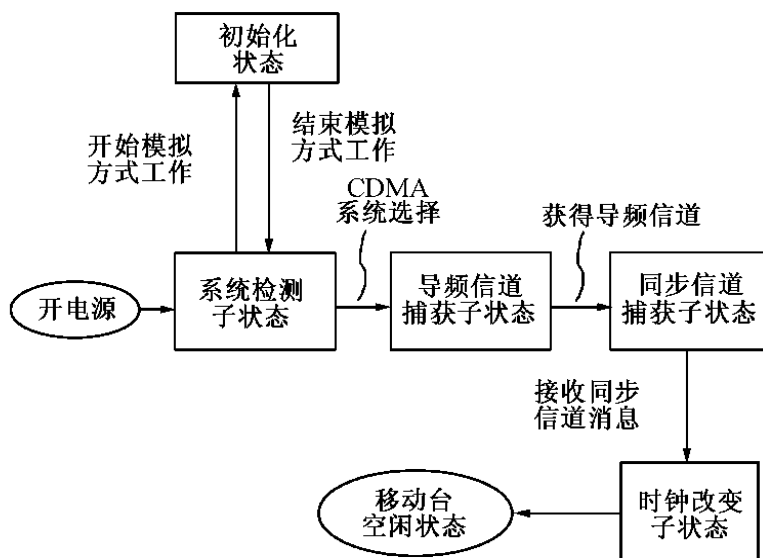 初始化
状态
开始模拟
方式工作
结束模拟
方式工作
CDMA
系统选择
获得导频信道
开电源
系统检测
子状态
导频信道
捕获子状态
同步信道
捕获子状态
接收同步
信道消息
移动台
空闲状态
时钟改变
子状态